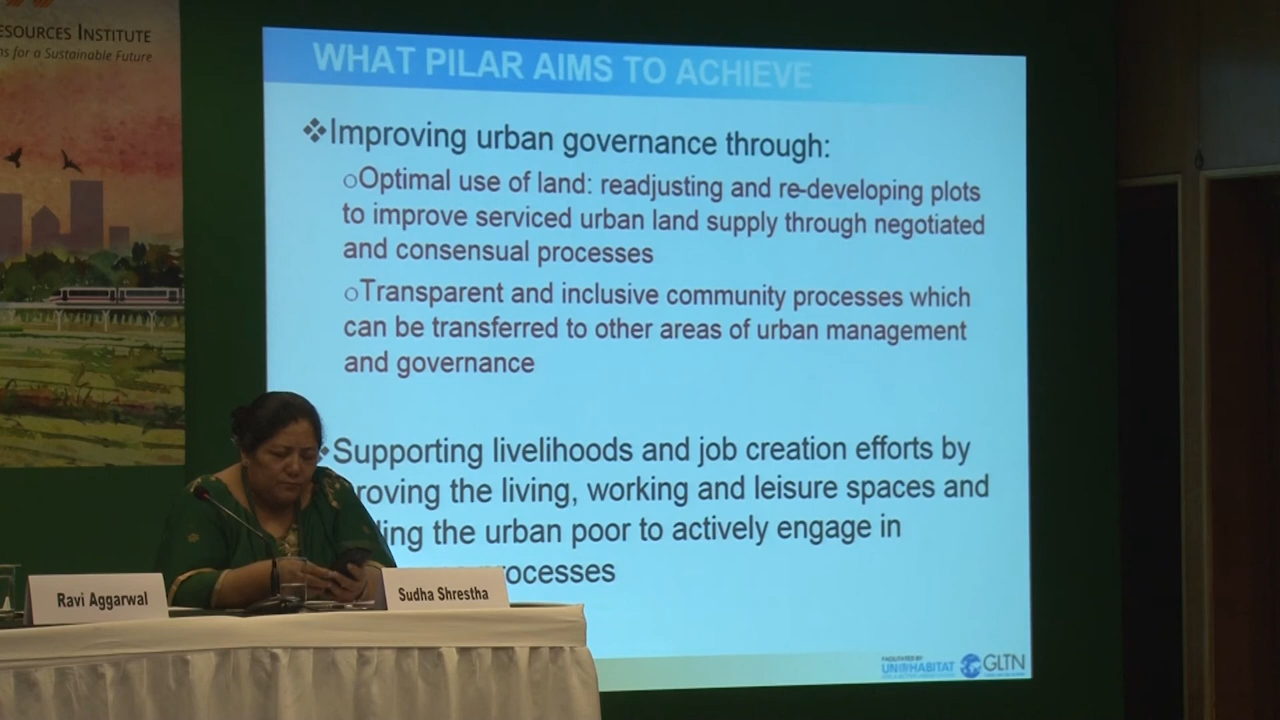 ESOURCES INSTITUTE
ns for a Sustainable Future
WHAT PILAR AIMS TO ACHIEVE
❖Improving urban governance through:
oOptimal use of land: readjusting and re-developing plots
to improve serviced urban land supply through negotiated
and consensual processes
oTransparent and inclusive community processes which
can be transferred to other areas of urban management
and governance
Supporting livelihoods and job creation efforts by
roving the living, working and leisure spaces and
ling the urban poor to actively engage in
rocesses
Ravi Aggarwal
Sudha Shrestha
FACILITATED BY
UN HABITAT
GLTN